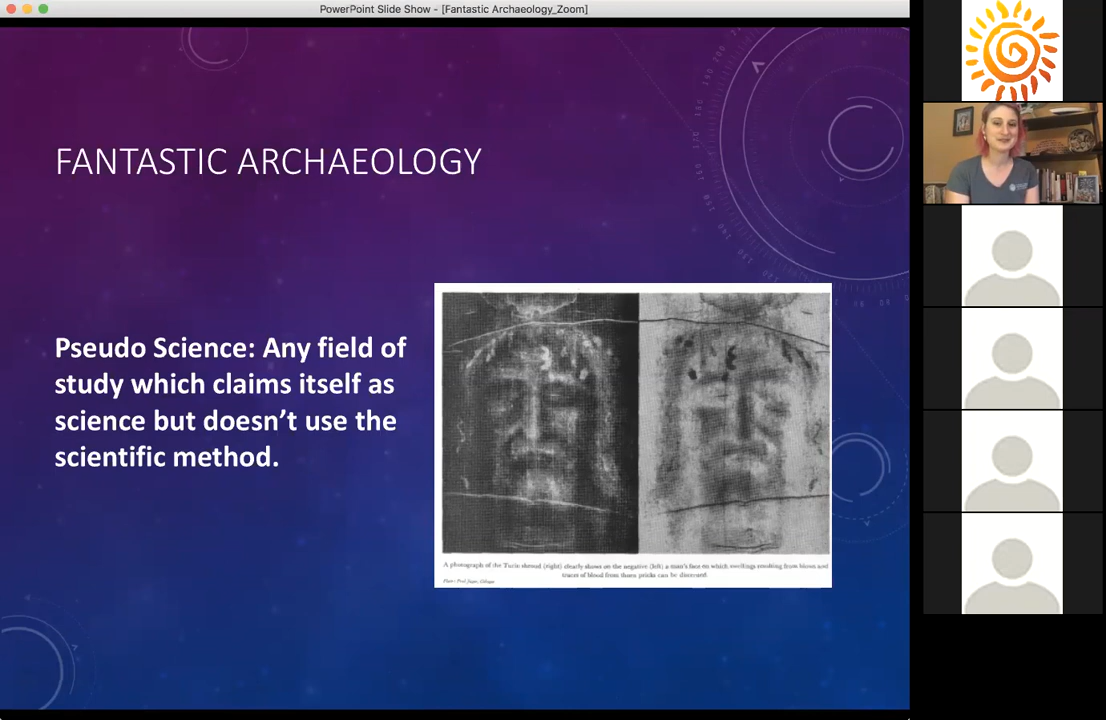 PowerPoint Slide Show - [Fantastic Archaeology_Zoom]
FANTASTIC ARCHAEOLOGY
Pseudo Science: Any field of
study which claims itself as
science but doesn't use the
scientific method.
A photograph of the Turin shroud (right) clearly shows on the negative (left) a man's face on which swellings resulting from blows and
traces of blood from thorn pricks can be discerned.